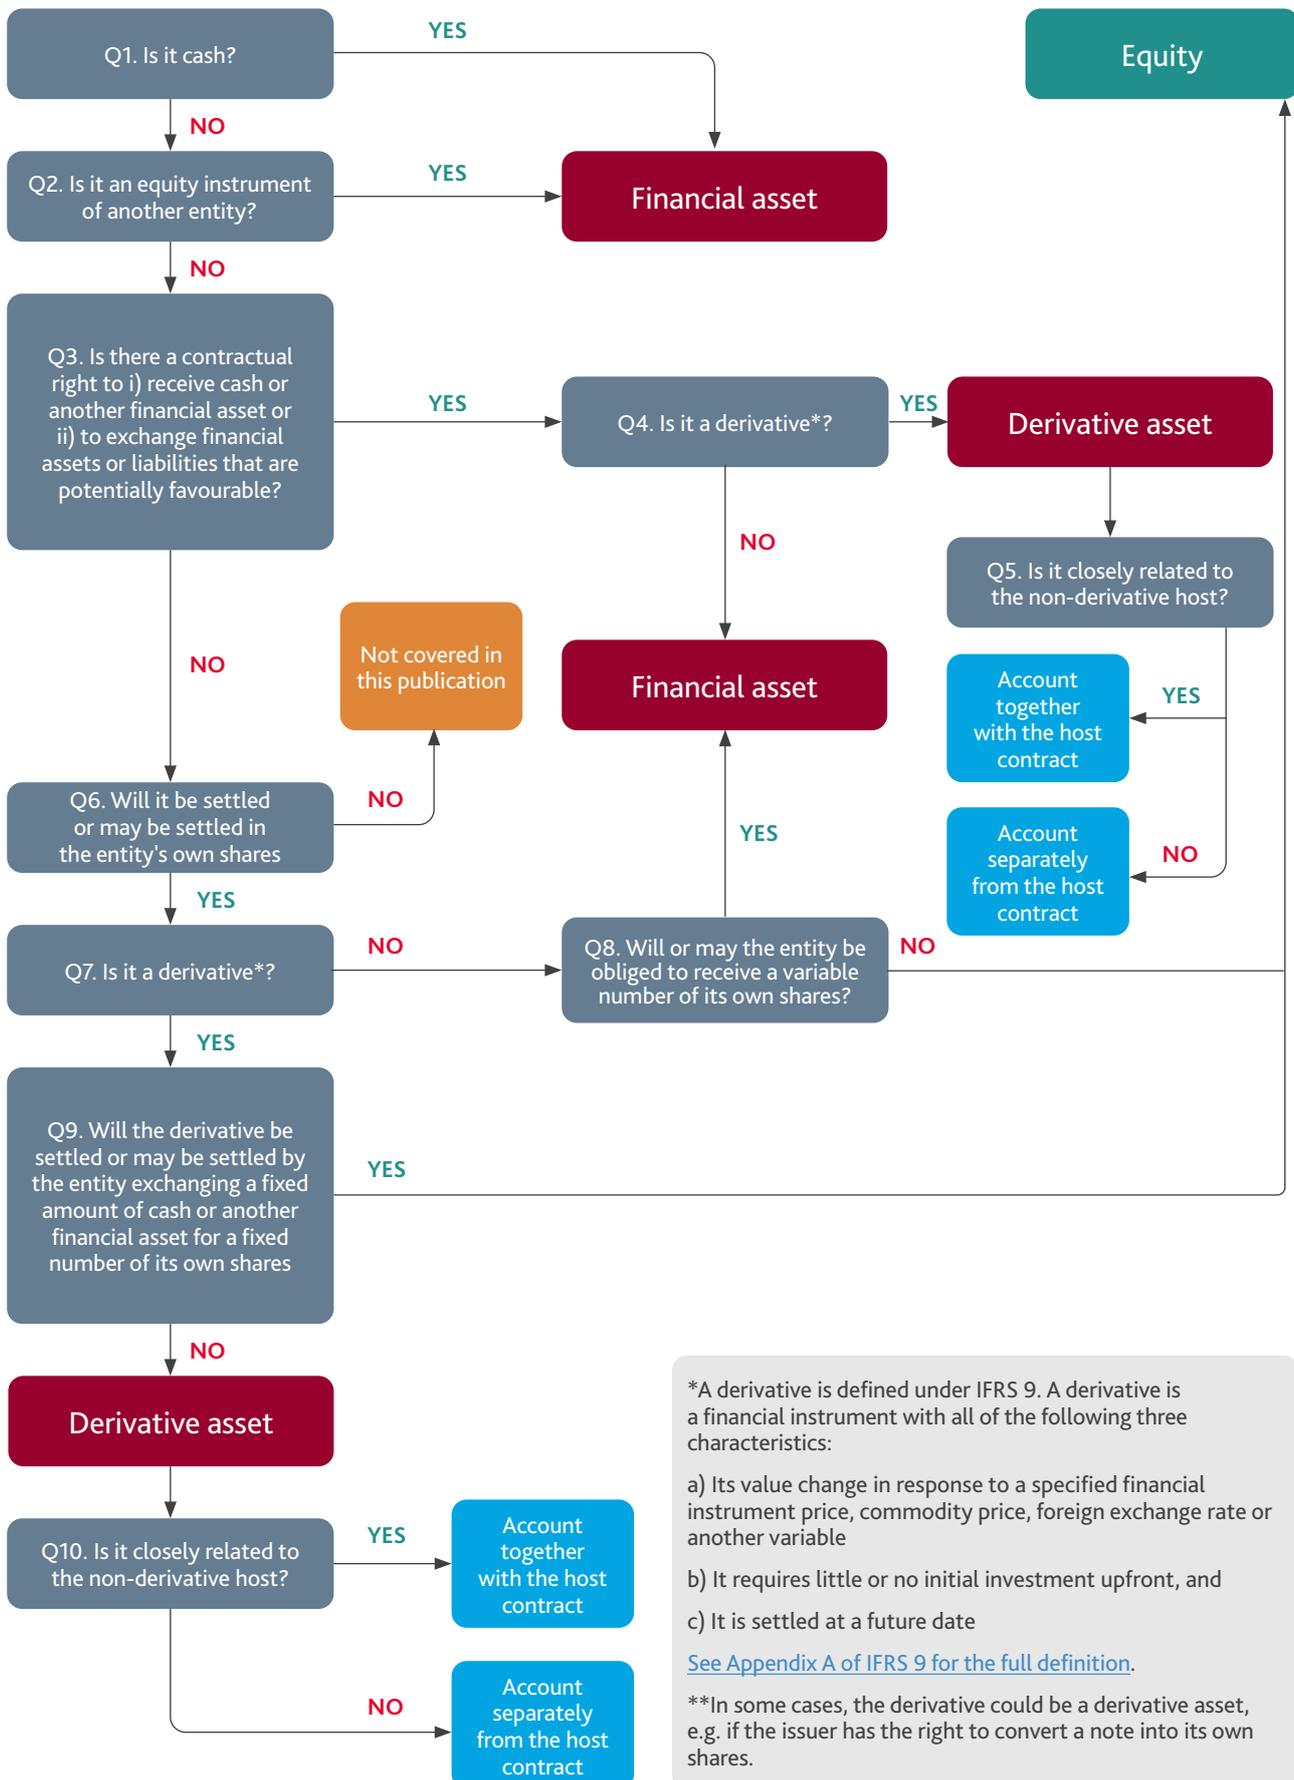 Q1. Is it cash?
YES
Equity
NO
Q2. Is it an equity instrument
of another entity?
YES
Financial asset
NO
Q3. Is there a contractual
right to i) receive cash or
another financial asset or
ii) to exchange financial
assets or liabilities that are
potentially favourable?
YES
Q4. Is it a derivative*?
YES
Derivative asset
NO
Q5. Is it closely related to
the non-derivative host?
NO
Not covered in
this publication
Financial asset
Account
together
with the host
contract
YES
Q6. Will it be settled
or may be settled in
the entity's own shares
NO
YES
Account
separately
from the host
contract
NO
YES
Q7. Is it a derivative*?
NO
Q8. Will or may the entity be
obliged to receive a variable
number of its own shares?
NO
YES
Q9. Will the derivative be
settled or may be settled by
the entity exchanging a fixed
amount of cash or another
financial asset for a fixed
number of its own shares
YES
NO
Derivative asset
Q10. Is it closely related to
the non-derivative host?
YES
Account
together
with the host
contract
NO
Account
separately
from the host
contract
*A derivative is defined under IFRS 9. A derivative is
a financial instrument with all of the following three
characteristics:
a) Its value change in response to a specified financial
instrument price, commodity price, foreign exchange rate or
another variable
b) It requires little or no initial investment upfront, and
c) It is settled at a future date
See Appendix A of IFRS 9 for the full definition.
**In some cases, the derivative could be a derivative asset,
e.g. if the issuer has the right to convert a note into its own
shares.